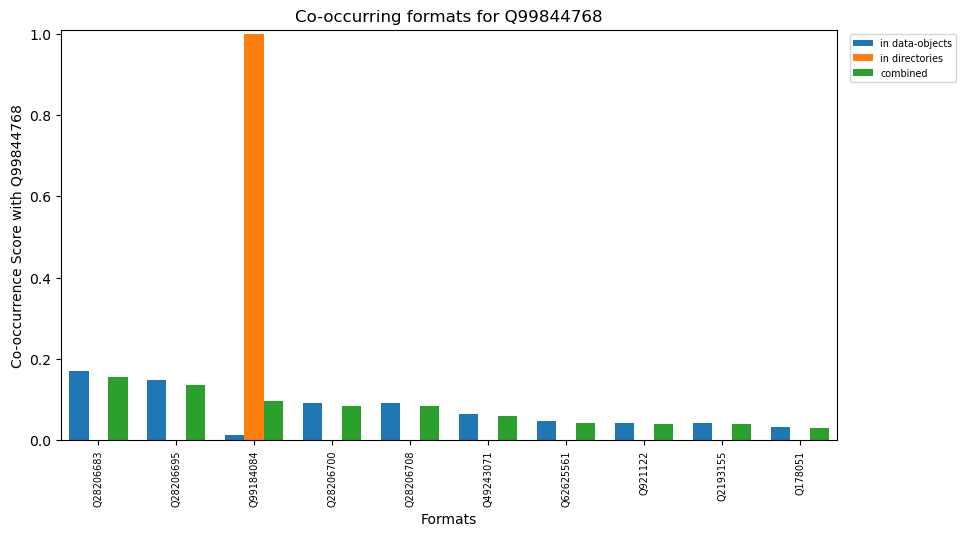 Co-occurring formats for Q99844768
Co-occurrence Score with Q99844768
1.0
0.8
0.6
0.4
0.2
0.0
Q28206683
Q28206695
Q99184084
Q28206700
Q28206708
Q49243071
Q62625561
Q921122
Q2193155
Q178051
Formats
in data-objects
in directories
combined